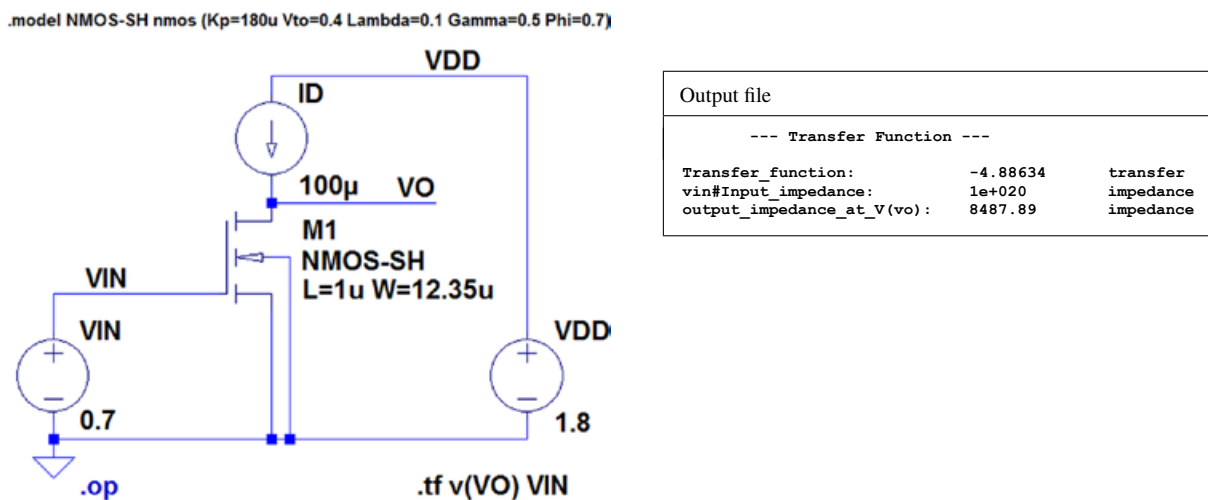 .model NMOS-SH nmos (Kp=180u Vto=0.4 Lambda=0.1 Gamma=0.5 Phi=0.7)
VDD
ID
100µ
VO
M1
NMOS-SH
L=1u W=12.35u
VIN
VIN
0.7
VDD
1.8
.op
.tf v(VO) VIN
Output file
--- Transfer Function ---
Transfer_function: -4.88634 transfer
vin#Input_impedance: 1e+020 impedance
output_impedance_at_V(vo): 8487.89 impedance